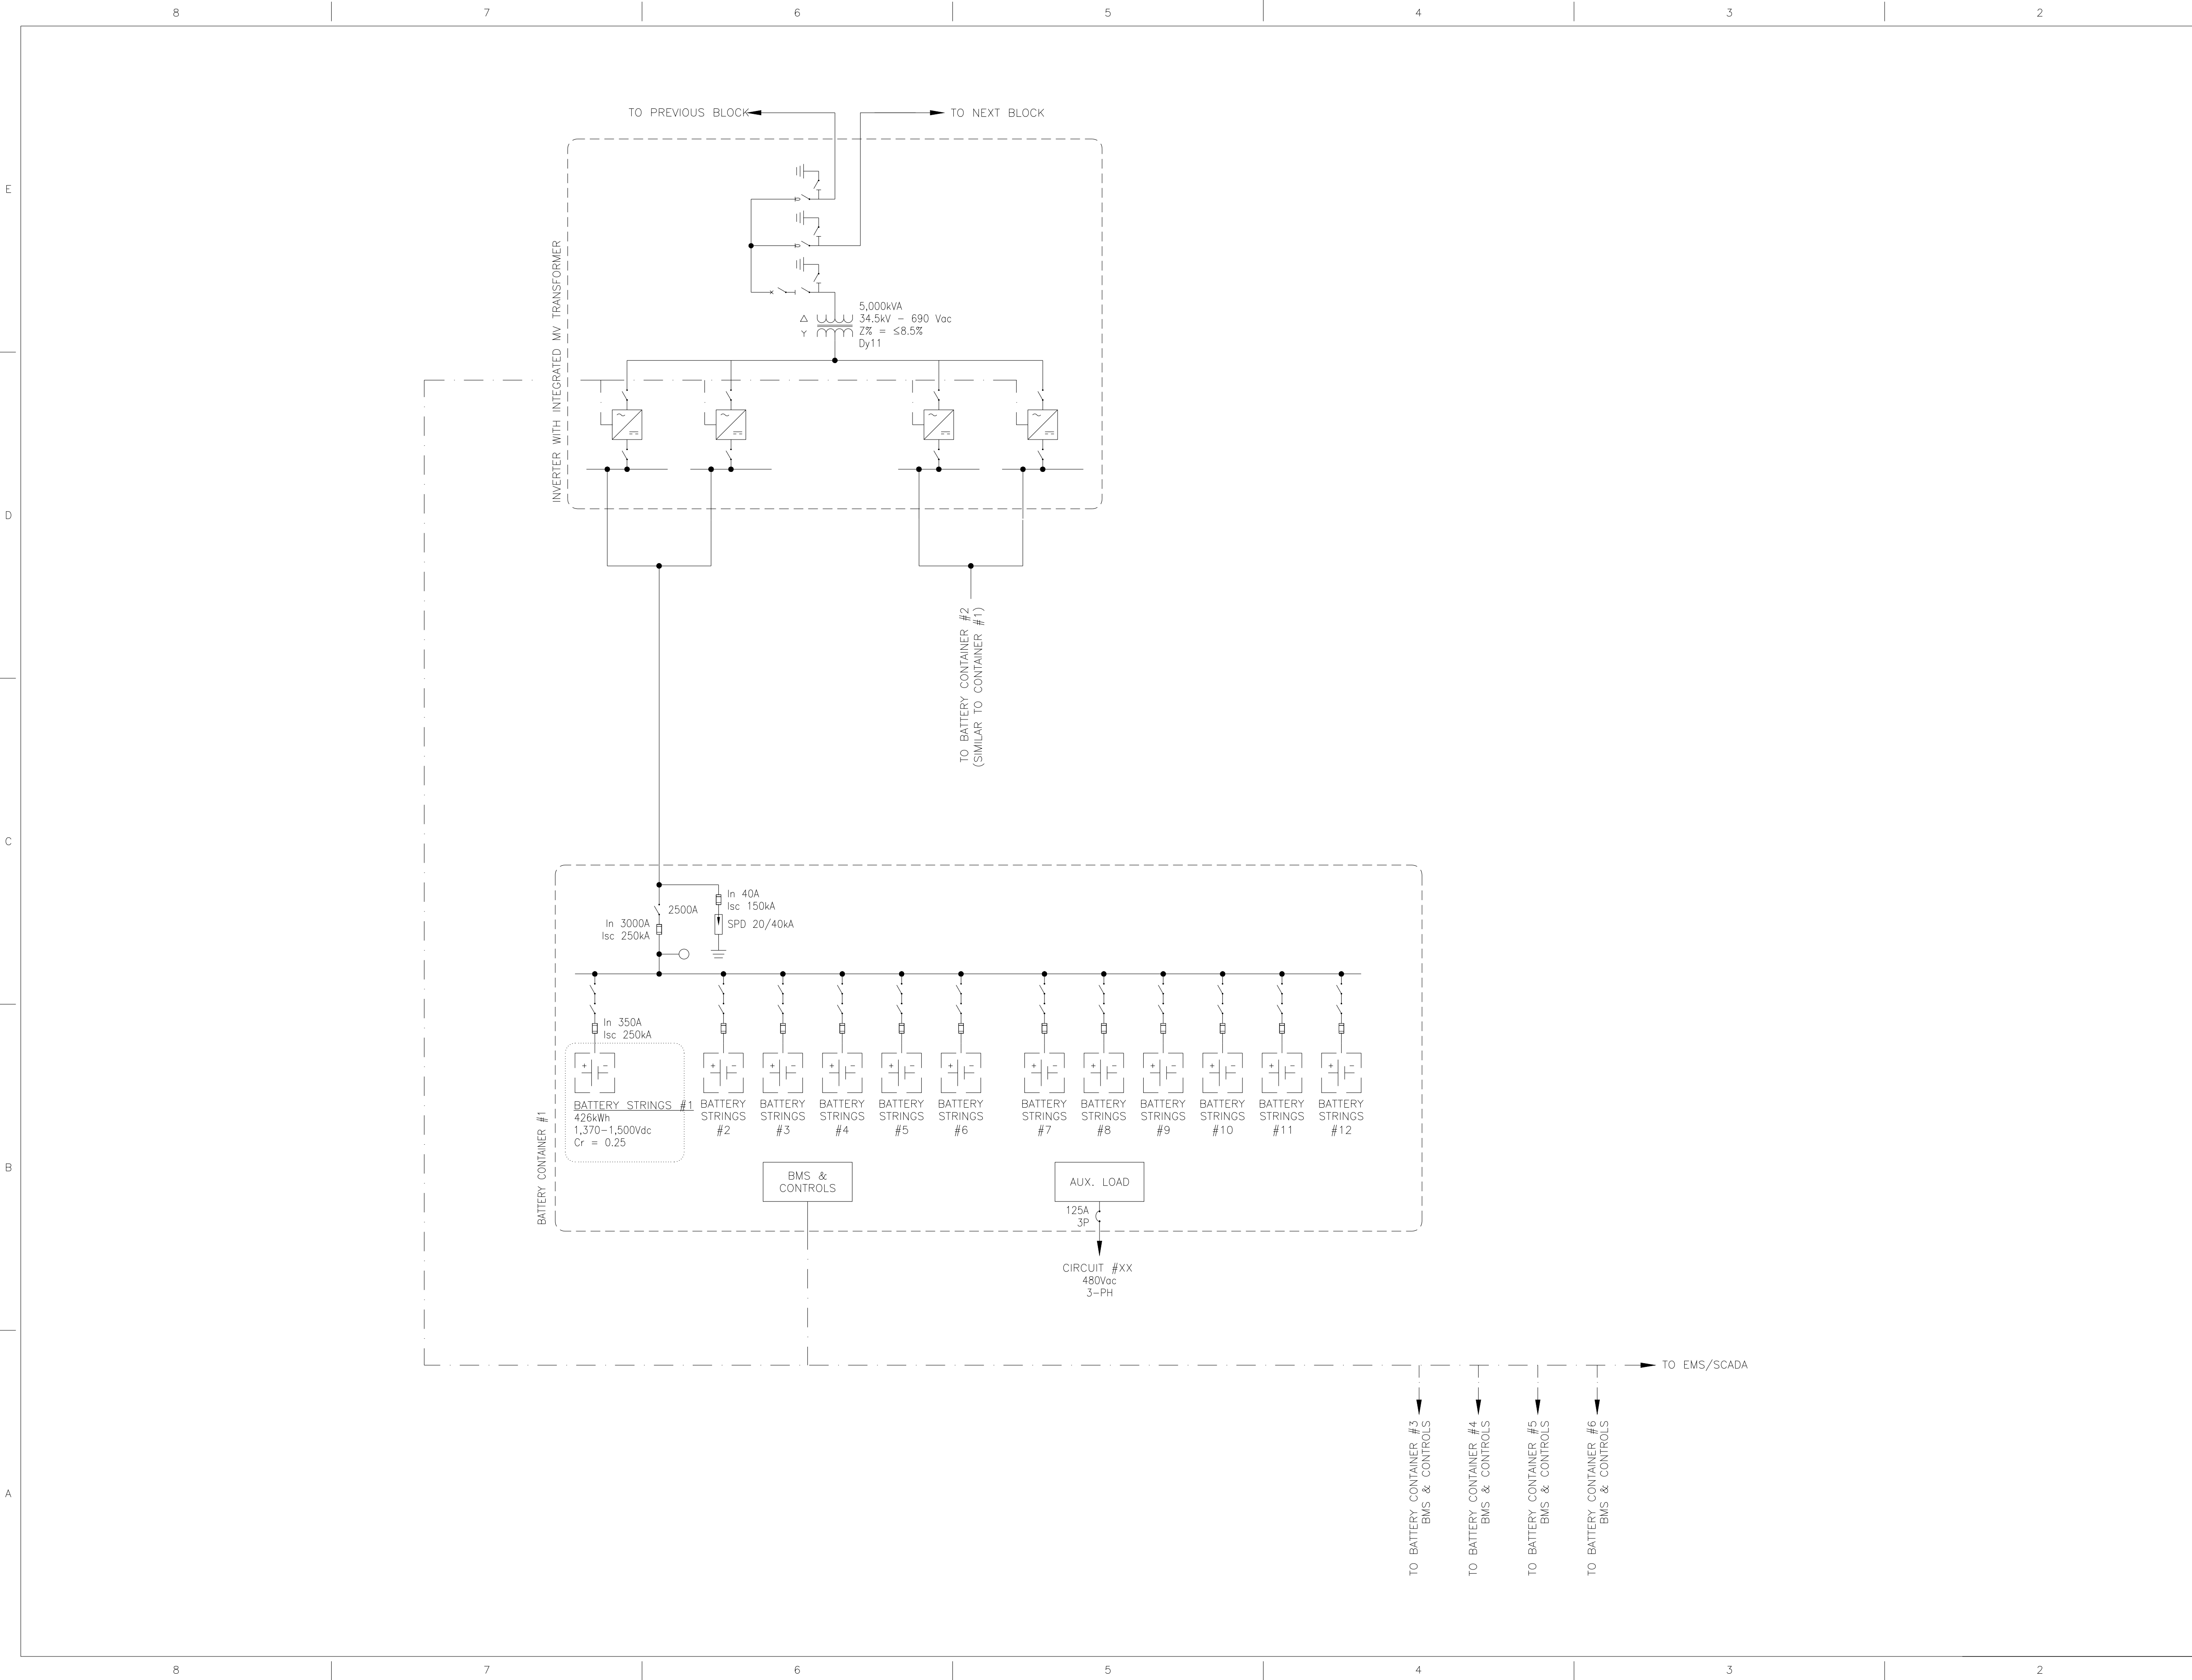 8 7 6 5 4 3 2
TO PREVIOUS BLOCK
TO NEXT BLOCK
E
INVERTER WITH INTEGRATED MV TRANSFORMER
5,000kVA
34.5kV - 690 Vac
Z% = ≤8.5%
Dy11
D
TO BATTERY CONTAINER #2
(SIMILAR TO CONTAINER #1)
C
In 40A
Isc 150kA
2500A
In 3000A
Isc 250kA
SPD 20/40kA
In 350A
Isc 250kA
BATTERY STRINGS #1
426kWh
1,370-1,500Vdc
Cr = 0.25
BATTERY
STRINGS
#2
BATTERY
STRINGS
#3
BATTERY
STRINGS
#4
BATTERY
STRINGS
#5
BATTERY
STRINGS
#6
BATTERY
STRINGS
#7
BATTERY
STRINGS
#8
BATTERY
STRINGS
#9
BATTERY
STRINGS
#10
BATTERY
STRINGS
#11
BATTERY
STRINGS
#12
BATTERY CONTAINER #1
B
BMS &
CONTROLS
AUX. LOAD
125A
3P
CIRCUIT #XX
480Vac
3-PH
TO EMS/SCADA
TO BATTERY CONTAINER #3
BMS & CONTROLS
TO BATTERY CONTAINER #4
BMS & CONTROLS
TO BATTERY CONTAINER #5
BMS & CONTROLS
TO BATTERY CONTAINER #6
BMS & CONTROLS
A
8 7 6 5 4 3 2